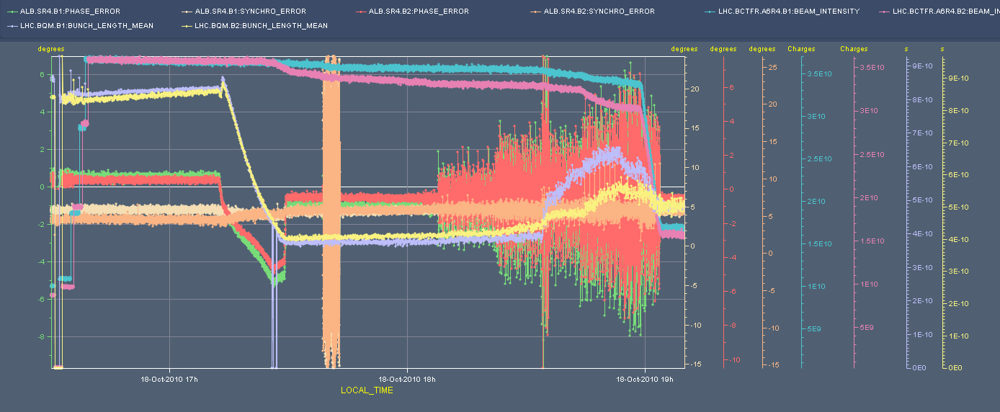 ALB.SR4.B1:PHASE_ERROR ALB.SR4.B1:SYNCHRO_ERROR ALB.SR4.B2:PHASE_ERROR ALB.SR4.B2:SYNCHRO_ERROR LHC.BCTFR.A6R4.B1:BEAM_INTENSITY LHC.BCTFR.A6R4.B2:BEAM_IN
LHC.BQM.B1:BUNCH_LENGTH_MEAN LHC.BQM.B2:BUNCH_LENGTH_MEAN
degrees degrees degrees degrees Charges Charges s s
6
4
2
0
-2
-4
-6
-8
20
15
10
5
0
-5
-10
-15
6
4
2
0
-2
-4
-6
-8
-10
25
20
15
10
5
0
-5
-10
-15
3.5E10
3E10
2.5E10
2E10
1.5E10
1E10
5E9
3.5E10
3E10
2.5E10
2E10
1.5E10
1E10
5E9
9E-10
8E-10
7E-10
6E-10
5E-10
4E-10
3E-10
2E-10
1E-10
0E0
9E-10
8E-10
7E-10
6E-10
5E-10
4E-10
3E-10
2E-10
1E-10
0E0
18-Oct-2010 17h 18-Oct-2010 18h 18-Oct-2010 19h
LOCAL_TIME